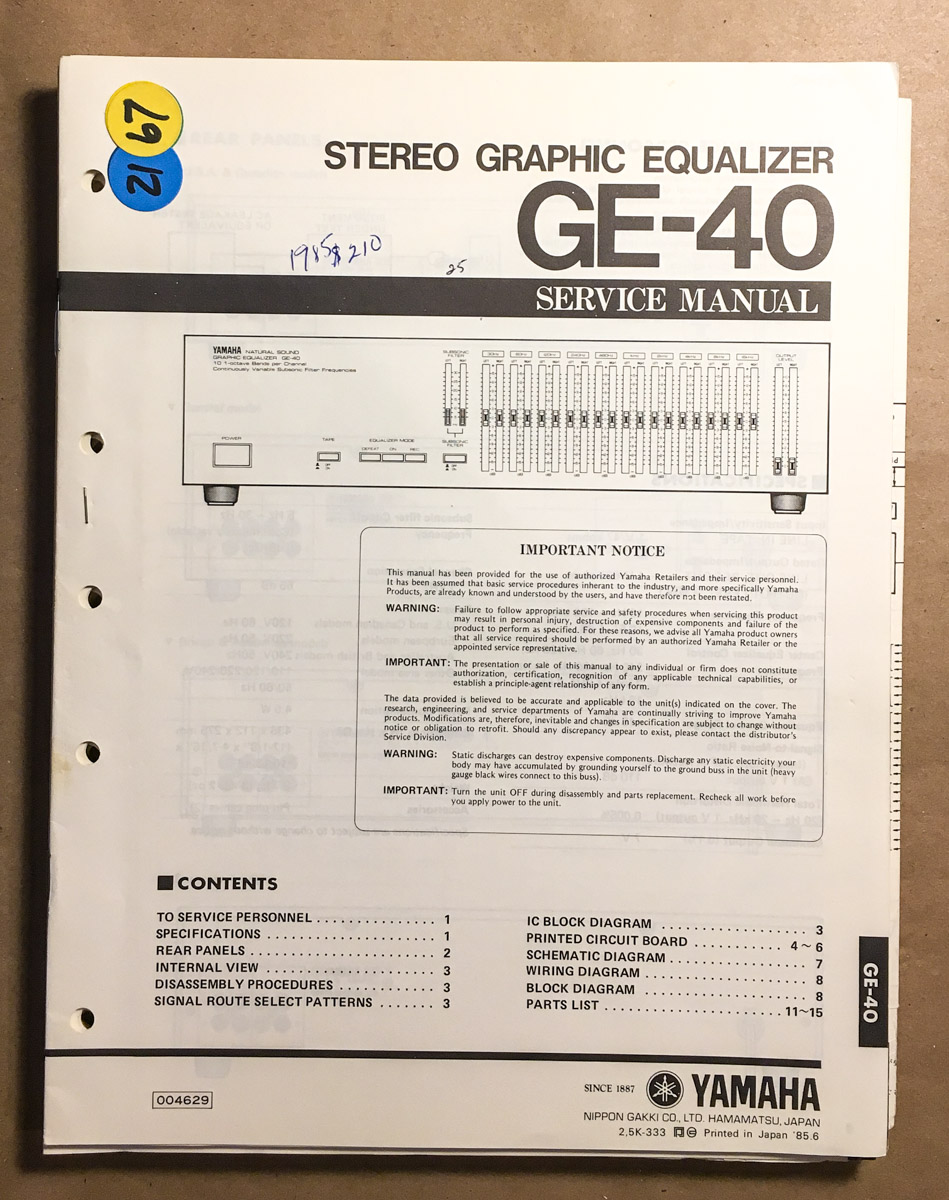 67
12
STEREO GRAPHIC EQUALIZER
GE-40
1985 $210
25
SERVICE MANUAL
YAMAHA NATURAL SOUND
GRAPHIC EQUALIZER GE-40
10 1-octave Bands per Channel
Continuously Variable Subsonic Filter Frequencies
SUBSONIC
FILTER
OUTPUT
LEVEL
POWER
TAPE
EQUALIZER MODE
DEFEAT ON REC
SUBSONIC
FILTER
IMPORTANT NOTICE
This manual has been provided for the use of authorized Yamaha Retailers and their service personnel.
It has been assumed that basic service procedures inherant to the industry, and more specifically Yamaha
Products, are already known and understood by the users, and have therefore not been restated.
WARNING: Failure to follow appropriate service and safety procedures when servicing this product
may result in personal injury, destruction of expensive components and failure of the
product to perform as specified. For these reasons, we advise all Yamaha product owners
that all service required should be performed by an authorized Yamaha Retailer or the
appointed service representative.
IMPORTANT: The presentation or sale of this manual to any individual or firm does not constitute
authorization, certification, recognition of any applicable technical capabilities, or
establish a principle-agent relationship of any form.
The data provided is believed to be accurate and applicable to the unit(s) indicated on the cover. The
research, engineering, and service departments of Yamaha are continually striving to improve Yamaha
products. Modifications are, therefore, inevitable and changes in specification are subject to change without
notice or obligation to retrofit. Should any discrepancy appear to exist, please contact the distributor's
Service Division.
WARNING: Static discharges can destroy expensive components. Discharge any static electricity your
body may have accumulated by grounding yourself to the ground buss in the unit (heavy
gauge black wires connect to this buss).
IMPORTANT: Turn the unit OFF during disassembly and parts replacement. Recheck all work before
you apply power to the unit.
■ CONTENTS
TO SERVICE PERSONNEL . . . . . . . . . . . . . . 1
SPECIFICATIONS . . . . . . . . . . . . . . . . . . . . 1
REAR PANELS . . . . . . . . . . . . . . . . . . . . . . 2
INTERNAL VIEW . . . . . . . . . . . . . . . . . . . . 3
DISASSEMBLY PROCEDURES . . . . . . . . . . . 3
SIGNAL ROUTE SELECT PATTERNS . . . . . . . 3
IC BLOCK DIAGRAM . . . . . . . . . . . . . . . . . . . 3
PRINTED CIRCUIT BOARD . . . . . . . . . . . 4~6
SCHEMATIC DIAGRAM . . . . . . . . . . . . . . . . . 7
WIRING DIAGRAM . . . . . . . . . . . . . . . . . . . . 8
BLOCK DIAGRAM . . . . . . . . . . . . . . . . . . . . 8
PARTS LIST . . . . . . . . . . . . . . . . . . . . . . 11~15
GE-40
004629
SINCE 1887 YAMAHA
NIPPON GAKKI CO., LTD. HAMAMATSU, JAPAN
2,5K-333 Printed in Japan '85.6